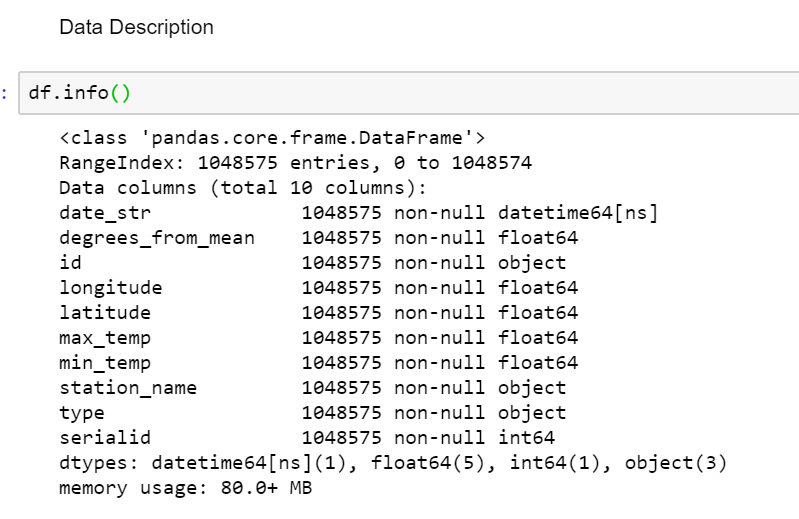 Data Description
: df.info()
<class 'pandas.core.frame.DataFrame'>
RangeIndex: 1048575 entries, 0 to 1048574
Data columns (total 10 columns):
date_str             1048575 non-null datetime64[ns]
degrees_from_mean    1048575 non-null float64
id                   1048575 non-null object
longitude            1048575 non-null float64
latitude             1048575 non-null float64
max_temp             1048575 non-null float64
min_temp             1048575 non-null float64
station_name         1048575 non-null object
type                 1048575 non-null object
serialid             1048575 non-null int64
dtypes: datetime64[ns](1), float64(5), int64(1), object(3)
memory usage: 80.0+ MB